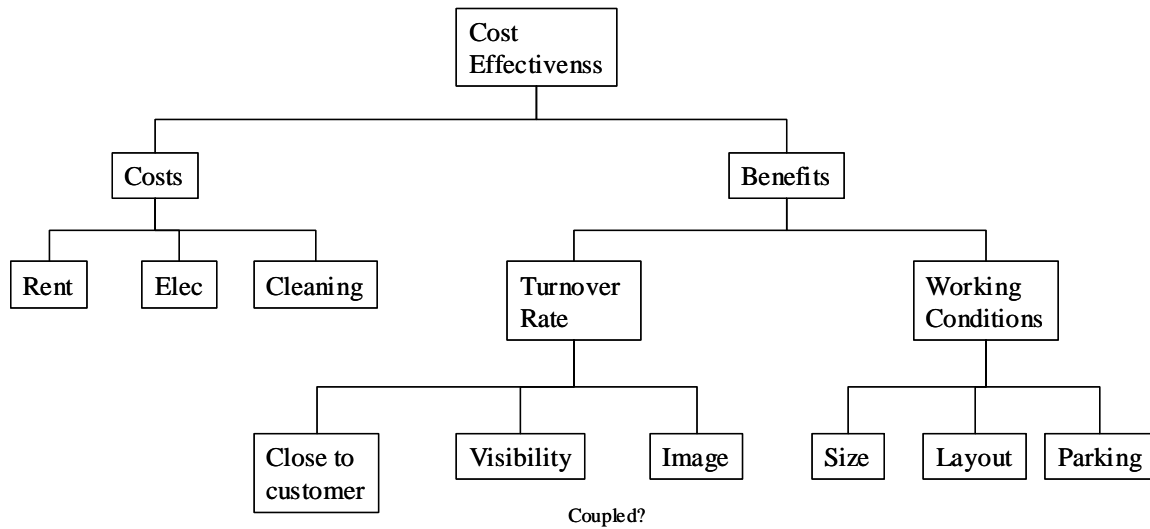 Cost
Effectivenss
Costs
Benefits
Rent
Elec
Cleaning
Turnover
Rate
Working
Conditions
Close to
customer
Visibility
Image
Size
Layout
Parking
Coupled?